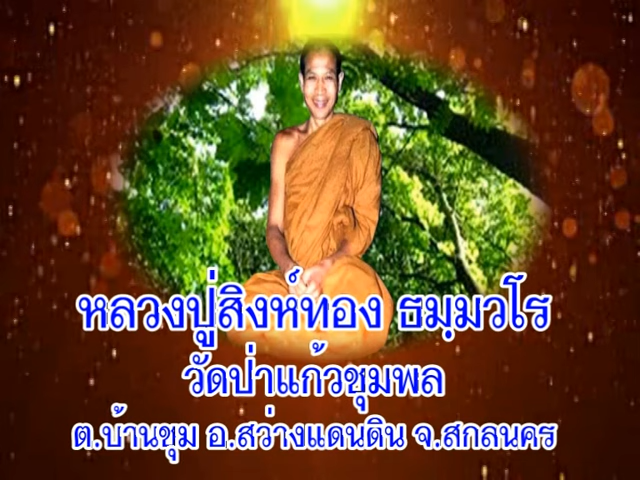 หลวงปู่สิงห์ทอง ธมฺมวโร
วัดป่าแก้วชุมพล
ต.บ้านชุม อ.สว่างแดนดิน จ.สกลนคร